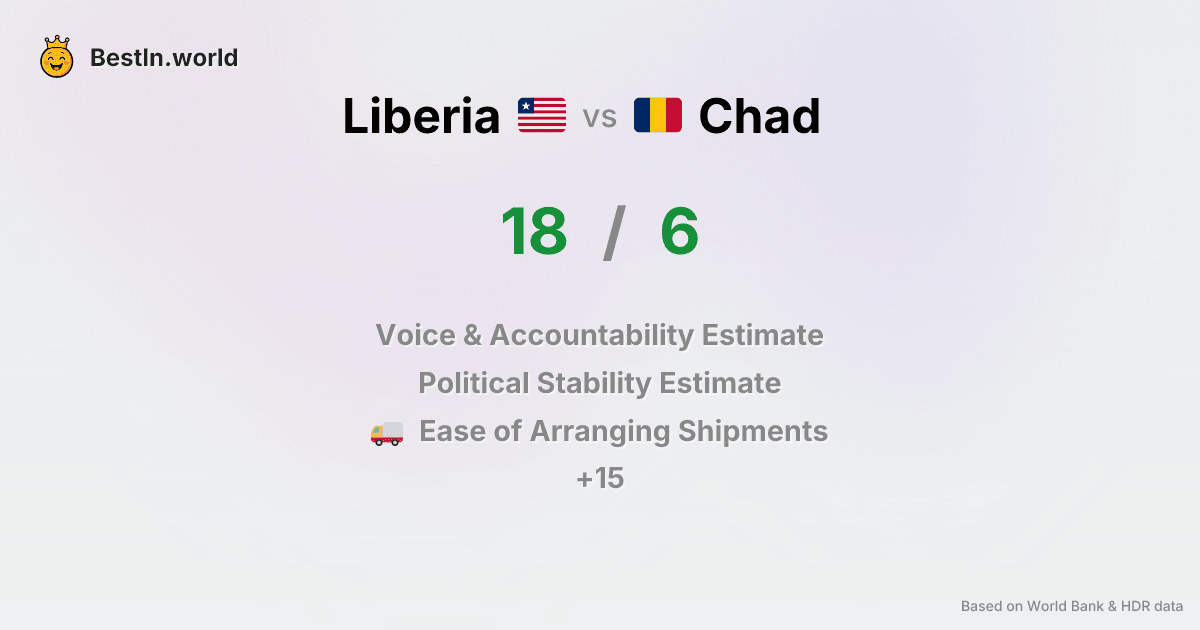 BestIn.world
Liberia vs Chad
18 / 6
Voice & Accountability Estimate
Political Stability Estimate
Ease of Arranging Shipments
+15
Based on World Bank & HDR data